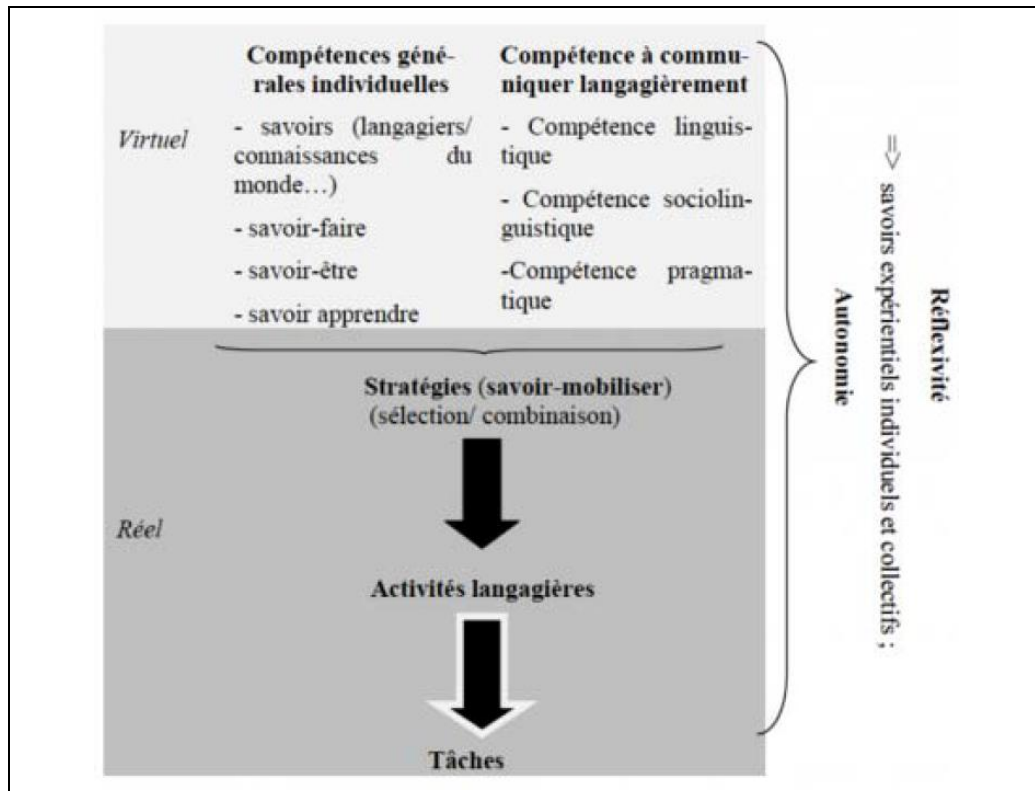 Compétences géné-
rales individuelles
Compétence à commu-
niquer langagièrement
Virtuel
- savoirs (langagiers/
connaissances du
monde…)
- savoir-faire
- savoir-être
- savoir apprendre
- Compétence linguis-
tique
- Compétence sociolin-
guistique
-Compétence pragma-
tique
Réel
Stratégies (savoir-mobiliser)
(sélection/ combinaison)
Activités langagières
Tâches
Réflexivité
⇒ savoirs expérientiels individuels et collectifs ;
Autonomie